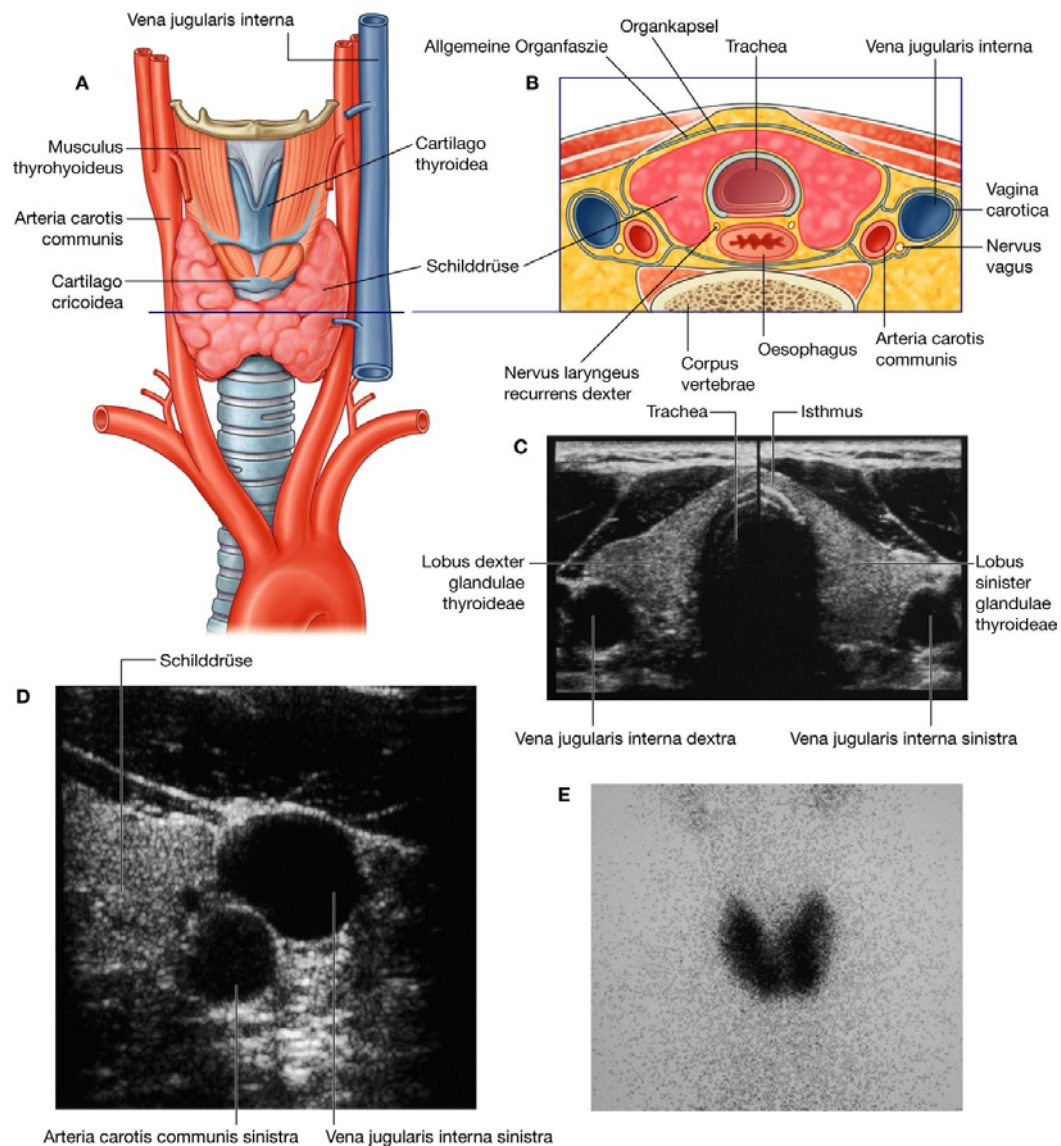 Vena jugularis interna
A
Musculus
thyrohyoideus
Cartilago
thyroidea
Arteria carotis
communis
Cartilago
cricoidea
Schilddrüse
Organkapsel
Allgemeine Organfaszie
Trachea
Vena jugularis interna
B
Vagina
carotica
Nervus
vagus
Nervus laryngeus
recurrens dexter
Corpus
vertebrae
Oesophagus
Arteria carotis
communis
Trachea
Isthmus
C
Lobus dexter
glandulae
thyroideae
Lobus
sinister
glandulae
thyroideae
Vena jugularis interna dextra
Vena jugularis interna sinistra
Schilddrüse
D
Arteria carotis communis sinistra
Vena jugularis interna sinistra
E